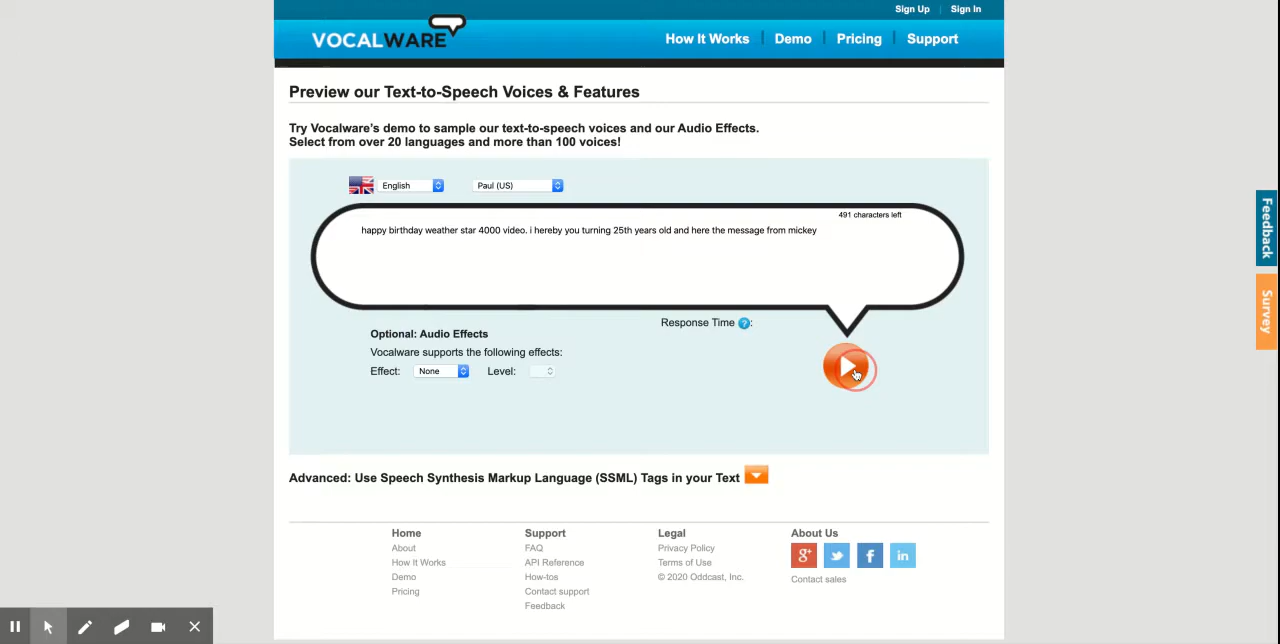 Sign Up
Sign In
VOCALWARE
How It Works
Demo
Pricing
Support
Preview our Text-to-Speech Voices & Features
Try Vocalware's demo to sample our text-to-speech voices and our Audio Effects.
Select from over 20 languages and more than 100 voices!
English
Paul (US)
491 characters left
happy birthday weather star 4000 video. i hereby you turning 25th years old and here the message from mickey
Response Time ?:
Optional: Audio Effects
Vocalware supports the following effects:
Effect:
None
Level:
Advanced: Use Speech Synthesis Markup Language (SSML) Tags in your Text
Home
About
How It Works
Demo
Pricing
Support
FAQ
API Reference
How-tos
Contact support
Feedback
Legal
Privacy Policy
Terms of Use
© 2020 Oddcast, Inc.
About Us
g+
f
in
Contact sales
Feedback
Survey